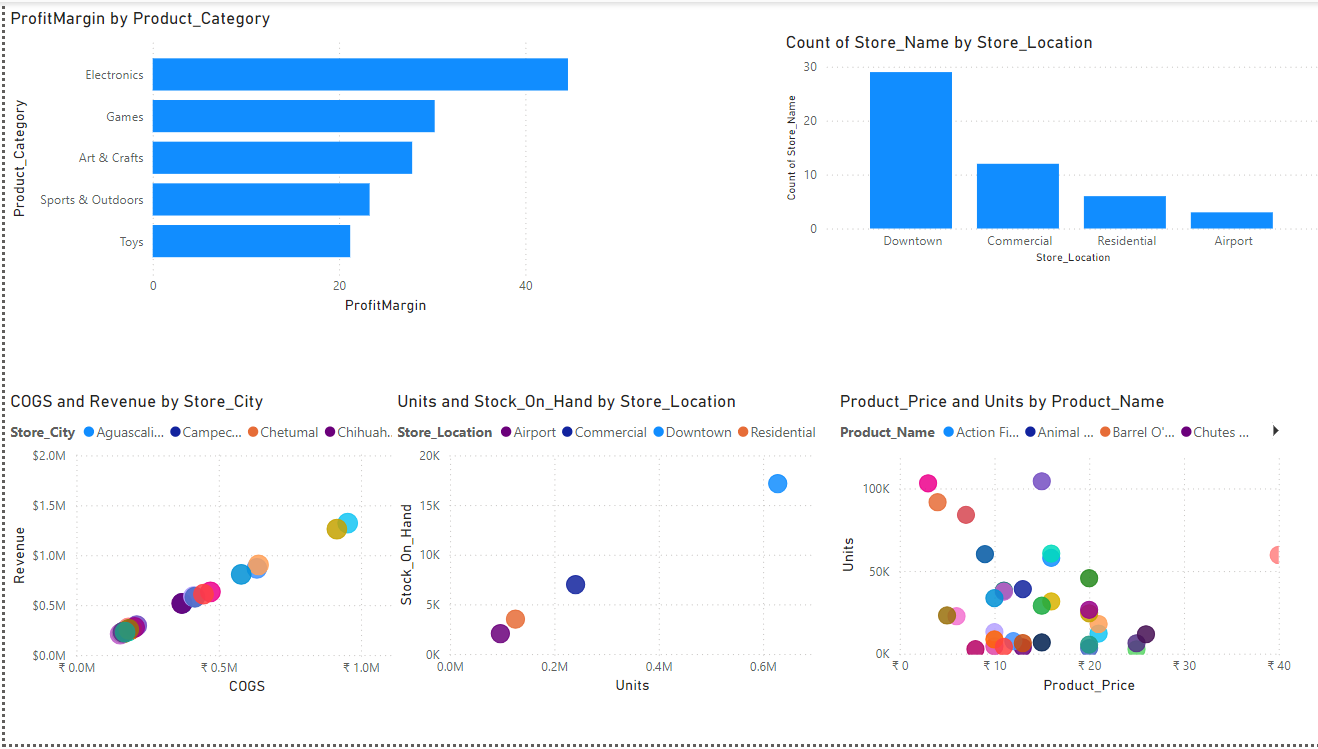 ProfitMargin by Product_Category
Product_Category
Electronics
Games
Art & Crafts
Sports & Outdoors
Toys
0 20 40
ProfitMargin
Count of Store_Name by Store_Location
Count of Store_Name
30
20
10
0
Downtown Commercial Residential Airport
Store_Location
COGS and Revenue by Store_City
Store_City Aguascali... Campec... Chetumal Chihuah...
Revenue
$2.0M
$1.5M
$1.0M
$0.5M
$0.0M
₹ 0.0M ₹ 0.5M ₹ 1.0M
COGS
Units and Stock_On_Hand by Store_Location
Store_Location Airport Commercial Downtown Residential
Stock_On_Hand
20K
15K
10K
5K
0K
0.0M 0.2M 0.4M 0.6M
Units
Product_Price and Units by Product_Name
Product_Name Action Fi... Animal ... Barrel O'... Chutes ...
Units
100K
50K
0K
₹ 0 ₹ 10 ₹ 20 ₹ 30 ₹ 40
Product_Price